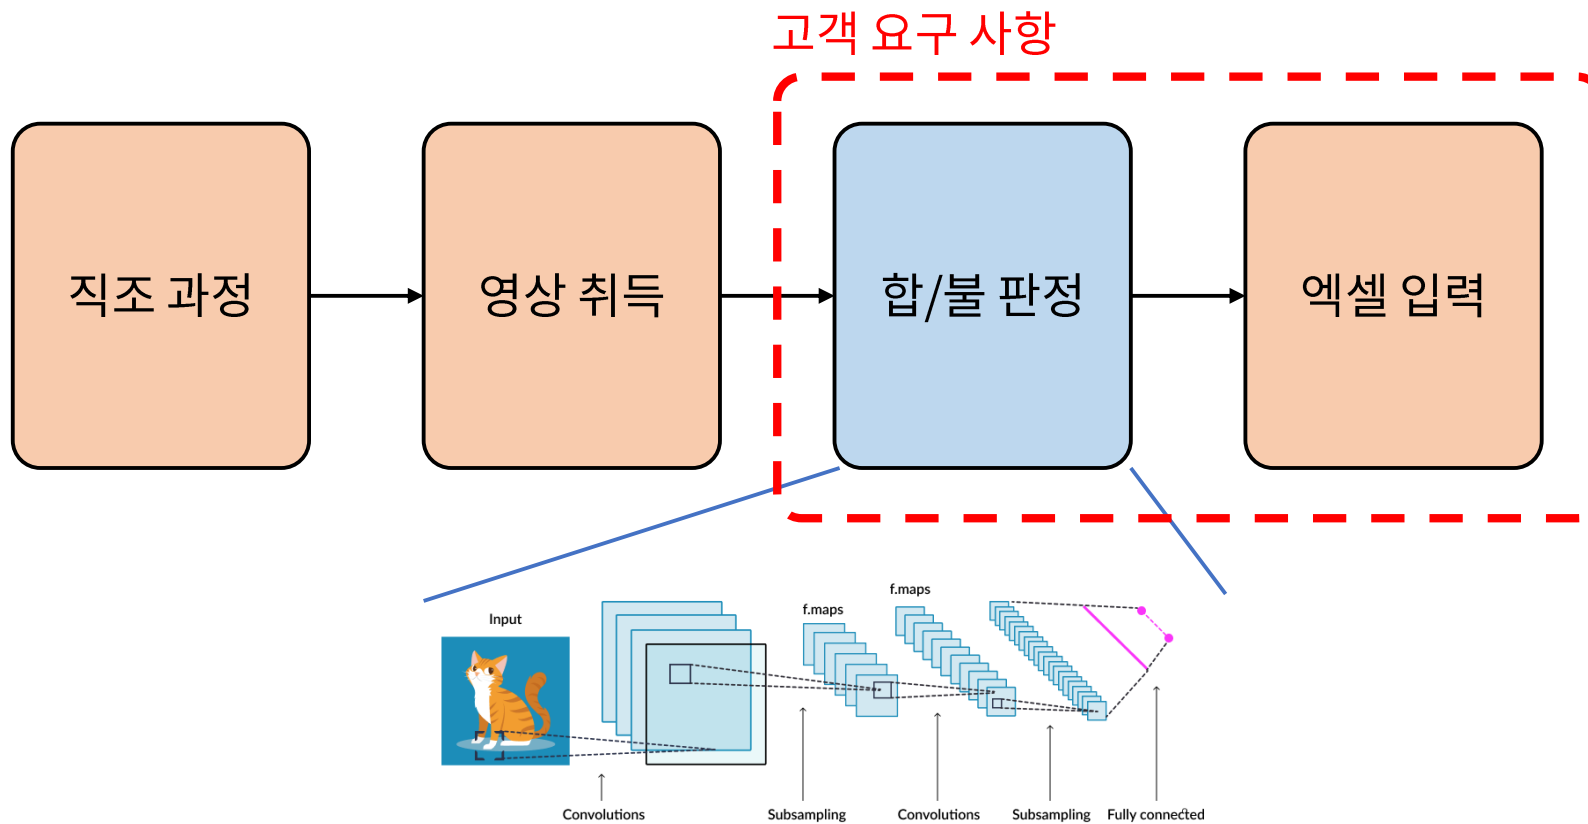 고객 요구 사항
직조 과정
영상 취득
합/불 판정
엑셀 입력
Input
f.maps
f.maps
Convolutions
Subsampling
Convolutions
Subsampling
Fully connected